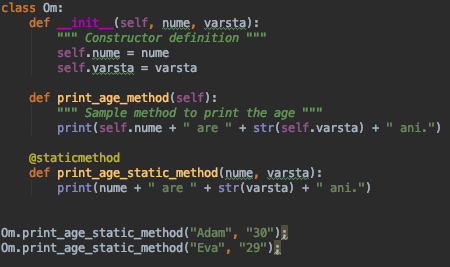 class Om:
    def __init__(self, nume, varsta):
        """ Constructor definition """
        self.nume = nume
        self.varsta = varsta

    def print_age_method(self):
        """ Sample method to print the age """
        print(self.nume + " are " + str(self.varsta) + " ani.")

    @staticmethod
    def print_age_static_method(nume, varsta):
        print(nume + " are " + str(varsta) + " ani.")

Om.print_age_static_method("Adam", "30");
Om.print_age_static_method("Eva", "29");